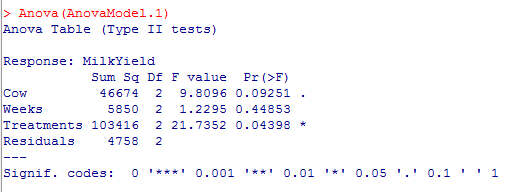 > Anova(AnovaModel.1)
Anova Table (Type II tests)
Response: MilkYield
Sum Sq Df F value Pr(>F)
Cow 46674 2 9.8096 0.09251 .
Weeks 5850 2 1.2295 0.44853
Treatments 103416 2 21.7352 0.04398 *
Residuals 4758 2
---
Signif. codes: 0 '***' 0.001 '**' 0.01 '*' 0.05 '.' 0.1 ' ' 1